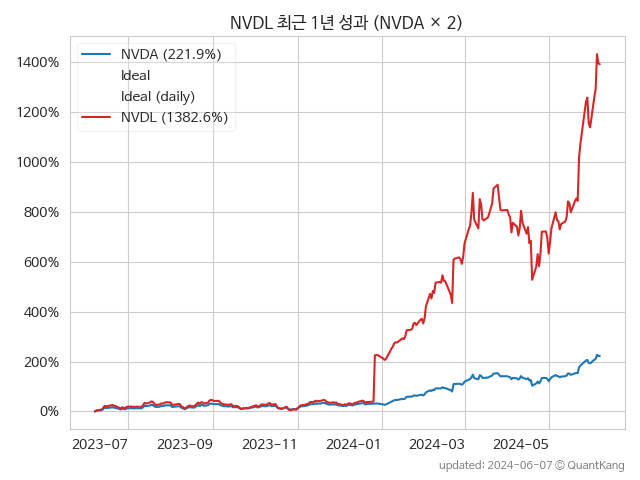 NVDL 최근 1년 성과 (NVDA × 2)
NVDA (221.9%)
Ideal
Ideal (daily)
NVDL (1382.6%)
1400%
1200%
1000%
800%
600%
400%
200%
0%
2023-07 2023-09 2023-11 2024-01 2024-03 2024-05
updated: 2024-06-07 © QuantKang